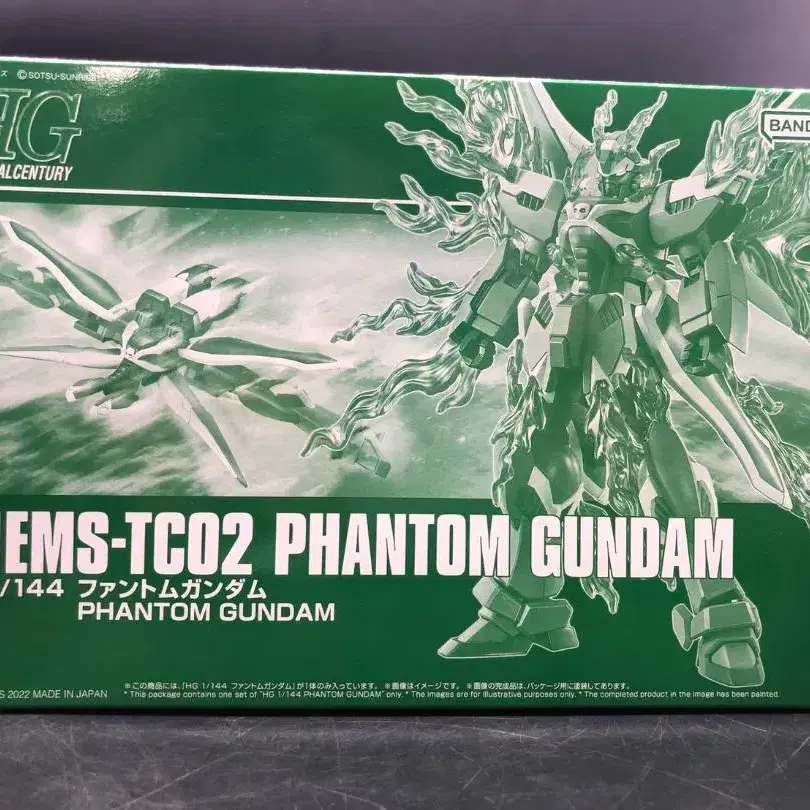 ズ ©SOTSU・SUNRISE
HG
ALCENTURY
BAND
EMS-TC02 PHANTOM GUNDAM
/144 ファントムガンダム
PHANTOM GUNDAM
※この商品には、「HG 1/144 ファントムガンダム」が1体のみ入っています。 ※画像はイメージです。 ※画像の完成品は、パッケージ用に塗装してあります。
S 2022 MADE IN JAPAN
* This package contains one set of "HG 1/144 PHANTOM GUNDAM" only. * The images are for illustrative purposes only. * The completed product in the image has been painted.